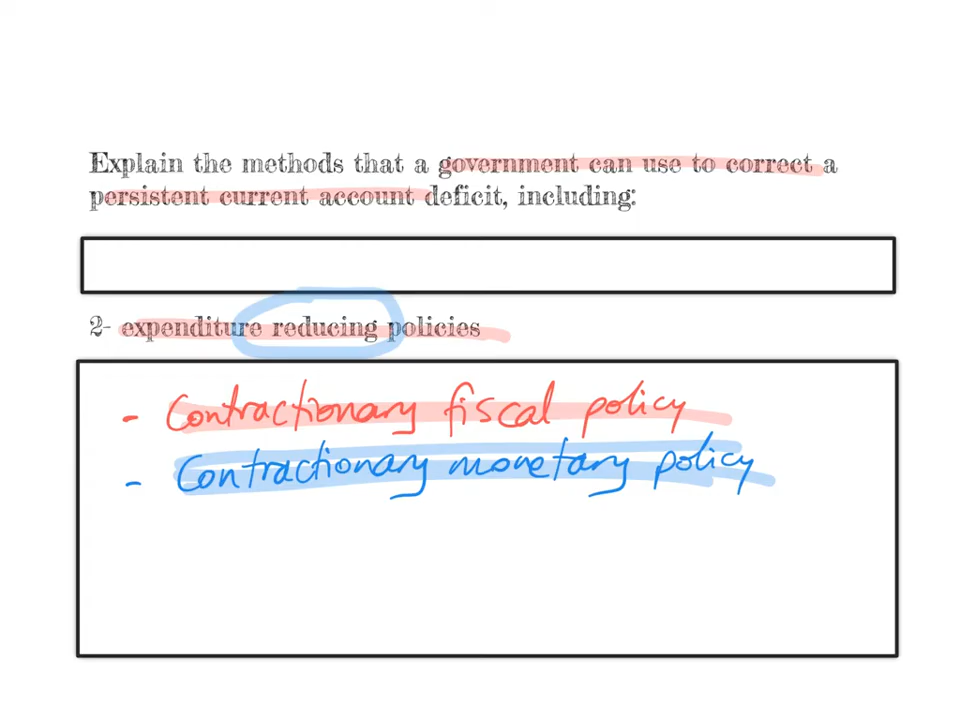 Explain the methods that a government can use to correct a
persistent current account deficit, including:
2- expenditure reducing policies
- Contractionary fiscal policy
- Contractionary monetary policy